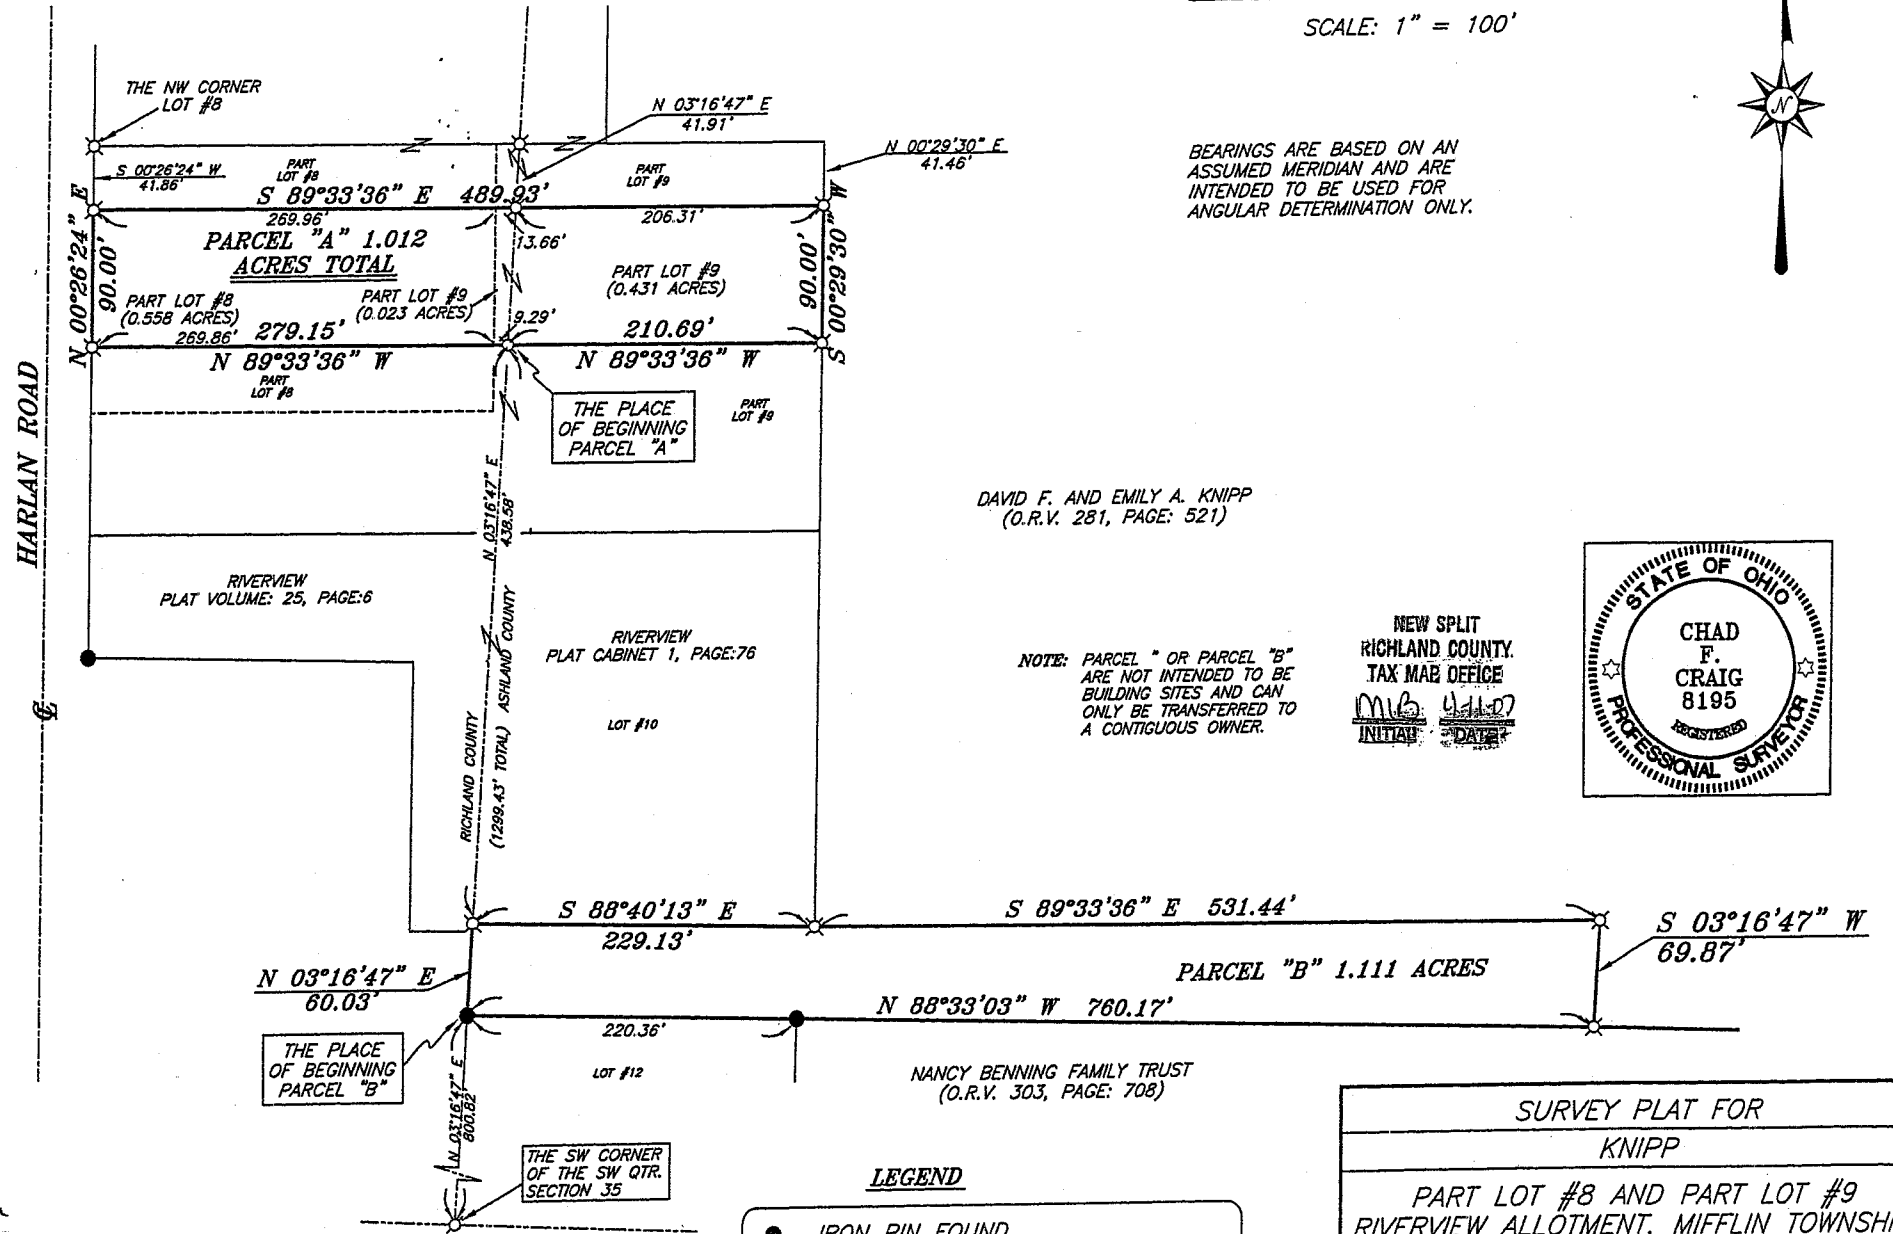 SCALE: 1" = 100'
THE NW CORNER
LOT #8
N 03°16'47" E
41.91'
N 00°29'30" E
41.46'
BEARINGS ARE BASED ON AN
ASSUMED MERIDIAN AND ARE
INTENDED TO BE USED FOR
ANGULAR DETERMINATION ONLY.
N
S 00°26'24" W
41.86'
PART
LOT #8
PART
LOT #9
S 89°33'36" E 489.93'
269.96'
206.31'
13.66'
N 00°26'24" E
90.00'
PARCEL "A" 1.012
ACRES TOTAL
PART LOT #8
(0.558 ACRES)
PART LOT #9
(0.023 ACRES)
PART LOT #9
(0.431 ACRES)
90.00'
S 00°29'30" W
269.86'
279.15'
9.29'
210.69'
N 89°33'36" W
N 89°33'36" W
PART
LOT #8
THE PLACE
OF BEGINNING
PARCEL "A"
PART
LOT #9
HARLAN ROAD
N 03°16'47" E
438.58'
DAVID F. AND EMILY A. KNIPP
(O.R.V. 281, PAGE: 521)
RIVERVIEW
PLAT VOLUME: 25, PAGE:6
RIVERVIEW
PLAT CABINET 1, PAGE:76
LOT #10
RICHLAND COUNTY
(1299.43' TOTAL) ASHLAND COUNTY
NOTE: PARCEL " OR PARCEL "B"
ARE NOT INTENDED TO BE
BUILDING SITES AND CAN
ONLY BE TRANSFERRED TO
A CONTIGUOUS OWNER.
NEW SPLIT
RICHLAND COUNTY
TAX MAP OFFICE
MIB 4-11-07
INITIAL DATE
STATE OF OHIO
CHAD
F.
CRAIG
8195
REGISTERED
PROFESSIONAL SURVEYOR
S 88°40'13" E
229.13'
S 89°33'36" E 531.44'
S 03°16'47" W
69.87'
N 03°16'47" E
60.03'
PARCEL "B" 1.111 ACRES
N 88°33'03" W 760.17'
220.36'
THE PLACE
OF BEGINNING
PARCEL "B"
LOT #12
NANCY BENNING FAMILY TRUST
(O.R.V. 303, PAGE: 708)
N 03°16'47" E
800.82'
THE SW CORNER
OF THE SW QTR.
SECTION 35
LEGEND
IRON PIN FOUND
SURVEY PLAT FOR
KNIPP
PART LOT #8 AND PART LOT #9
RIVERVIEW ALLOTMENT, MIFFLIN TOWNSHI